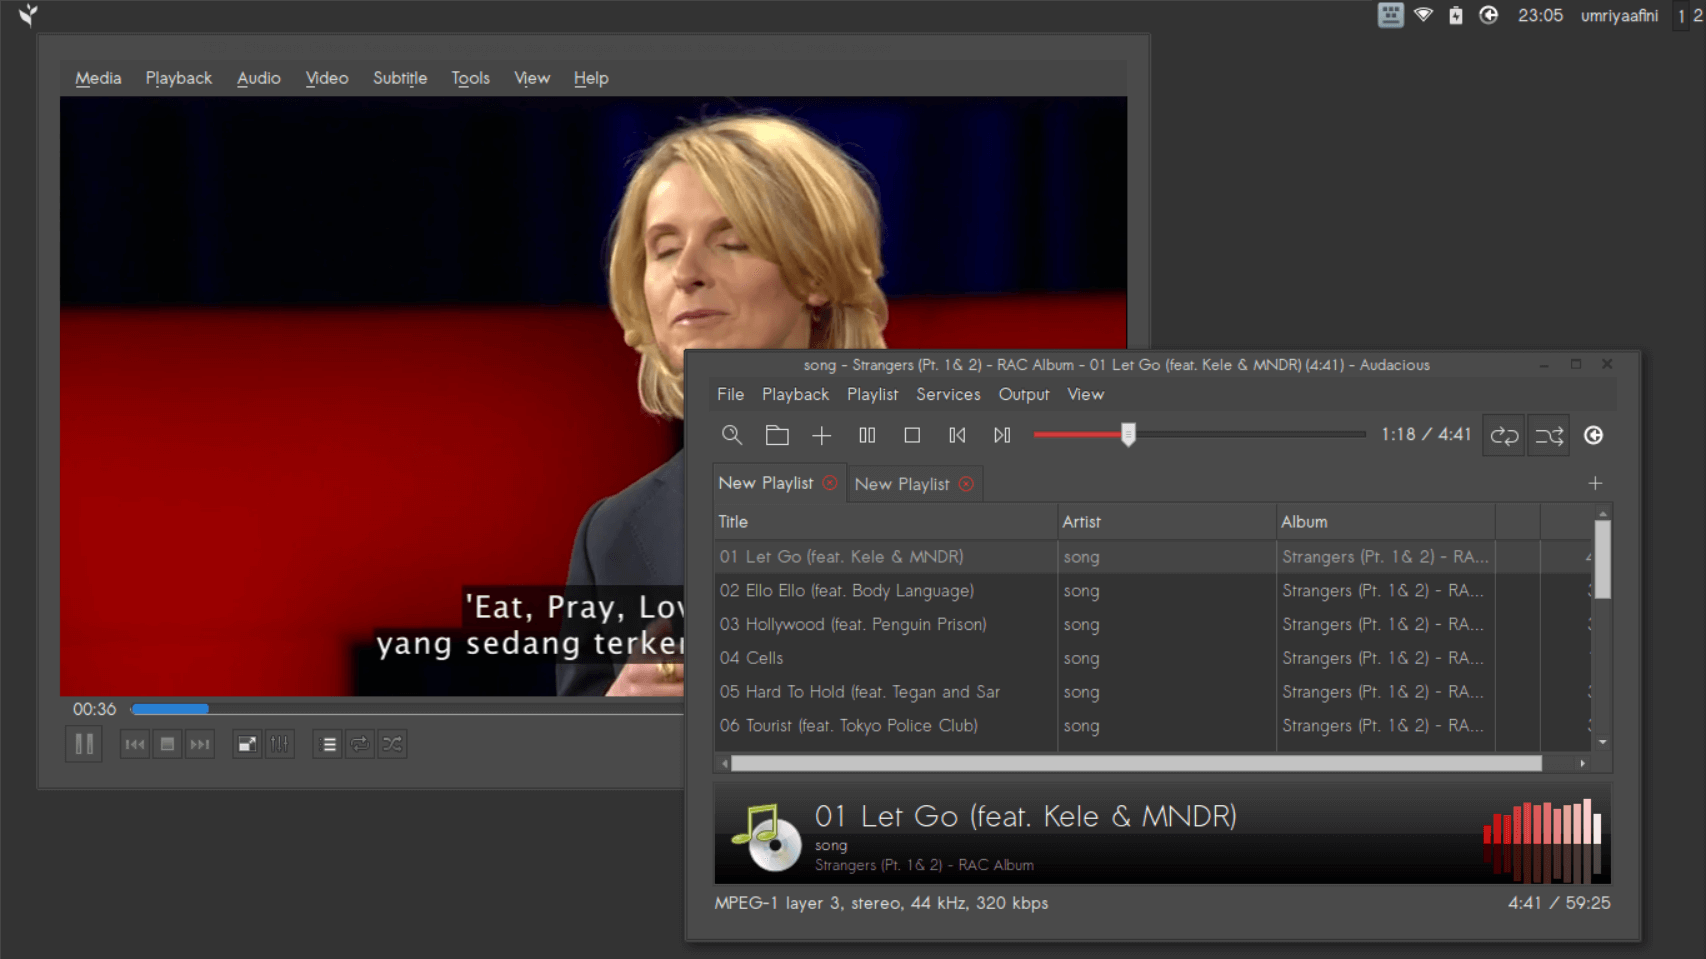 23:05 umriyaafini 1 2
Media Playback Audio Video Subtitle Tools View Help
'Eat, Pray,
yang sedang
00:36
song - Strangers (Pt. 1 & 2) - RAC Album - 01 Let Go (feat. Kele & MNDR) (4:41) - Audacious
File Playback Playlist Services Output View
1:18 / 4:41
New Playlist New Playlist
Title Artist Album
01 Let Go (feat. Kele & MNDR) song Strangers (Pt. 1 & 2) - RA...
02 Ello Ello (feat. Body Language) song Strangers (Pt. 1 & 2) - RA...
03 Hollywood (feat. Penguin Prison) song Strangers (Pt. 1 & 2) - RA...
04 Cells song Strangers (Pt. 1 & 2) - RA...
05 Hard To Hold (feat. Tegan and Sar song Strangers (Pt. 1 & 2) - RA...
06 Tourist (feat. Tokyo Police Club) song Strangers (Pt. 1 & 2) - RA...
01 Let Go (feat. Kele & MNDR)
song
Strangers (Pt. 1 & 2) - RAC Album
MPEG-1 layer 3, stereo, 44 kHz, 320 kbps 4:41 / 59:25